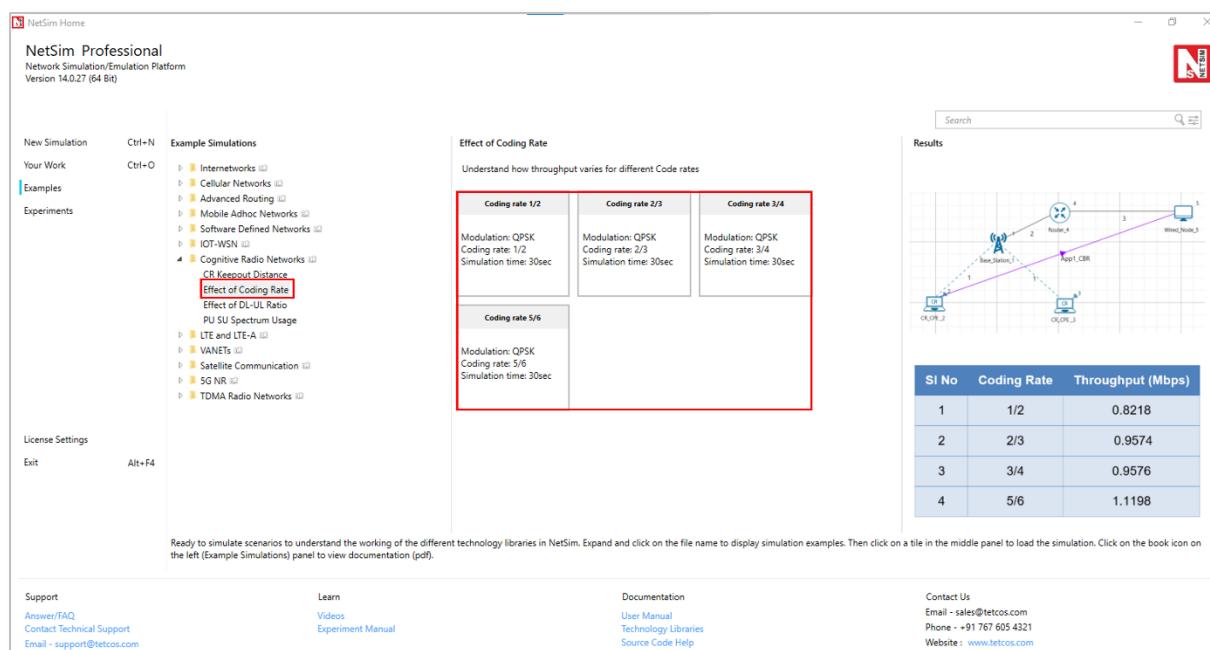 NetSim Home
NetSim Professional
Network Simulation/Emulation Platform
Version 14.0.27 (64 Bit)
NETSIM
Search
New Simulation Ctrl+N
Your Work Ctrl+O
Examples
Experiments
License Settings
Exit Alt+F4
Example Simulations
Internetworks
Cellular Networks
Advanced Routing
Mobile Adhoc Networks
Software Defined Networks
IOT-WSN
Cognitive Radio Networks
CR Keepout Distance
Effect of Coding Rate
Effect of DL-UL Ratio
PU SU Spectrum Usage
LTE and LTE-A
VANETs
Satellite Communication
5G NR
TDMA Radio Networks
Effect of Coding Rate
Understand how throughput varies for different Code rates
Coding rate 1/2
Modulation: QPSK
Coding rate: 1/2
Simulation time: 30sec
Coding rate 2/3
Modulation: QPSK
Coding rate: 2/3
Simulation time: 30sec
Coding rate 3/4
Modulation: QPSK
Coding rate: 3/4
Simulation time: 30sec
Coding rate 5/6
Modulation: QPSK
Coding rate: 5/6
Simulation time: 30sec
Results
4
Router_4
3
5
Wired_Node_5
1
2
Base_Station_1
App1_CBR
1
1
2
CR
CR_CPE_2
3
CR
CR_CPE_3
SI No Coding Rate Throughput (Mbps)
1 1/2 0.8218
2 2/3 0.9574
3 3/4 0.9576
4 5/6 1.1198
Ready to simulate scenarios to understand the working of the different technology libraries in NetSim. Expand and click on the file name to display simulation examples. Then click on a tile in the middle panel to load the simulation. Click on the book icon on
the left (Example Simulations) panel to view documentation (pdf).
Support
Answer/FAQ
Contact Technical Support
Email - support@tetcos.com
Learn
Videos
Experiment Manual
Documentation
User Manual
Technology Libraries
Source Code Help
Contact Us
Email - sales@tetcos.com
Phone - +91 767 605 4321
Website : www.tetcos.com